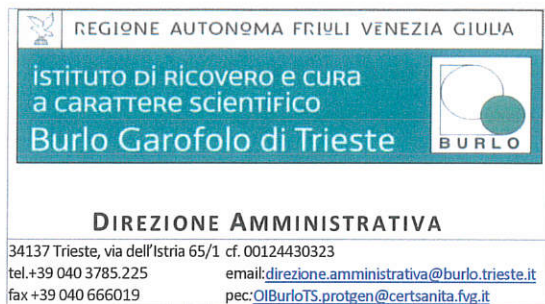 REGIONE AUTONOMA FRIULI VENEZIA GIULIA
istituto di ricovero e cura
a carattere scientifico
Burlo Garofolo di Trieste
BURLO
DIREZIONE AMMINISTRATIVA
34137 Trieste, via dell'Istria 65/1 cf. 00124430323
tel.+39 040 3785.225 email:direzione.amministrativa@burlo.trieste.it
fax +39 040 666019 pec:OIBurloTS.protgen@certsanita.fvg.it